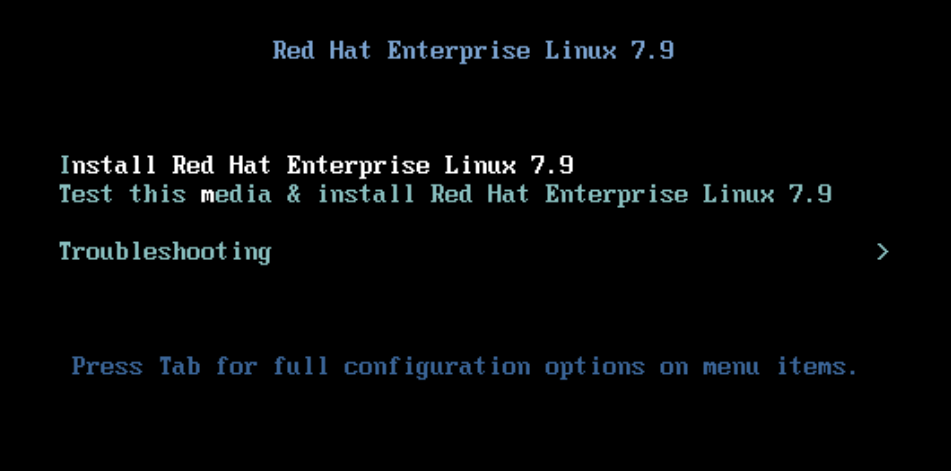 Red Hat Enterprise Linux 7.9
Install Red Hat Enterprise Linux 7.9
Test this media & install Red Hat Enterprise Linux 7.9
Troubleshooting >
Press Tab for full configuration options on menu items.